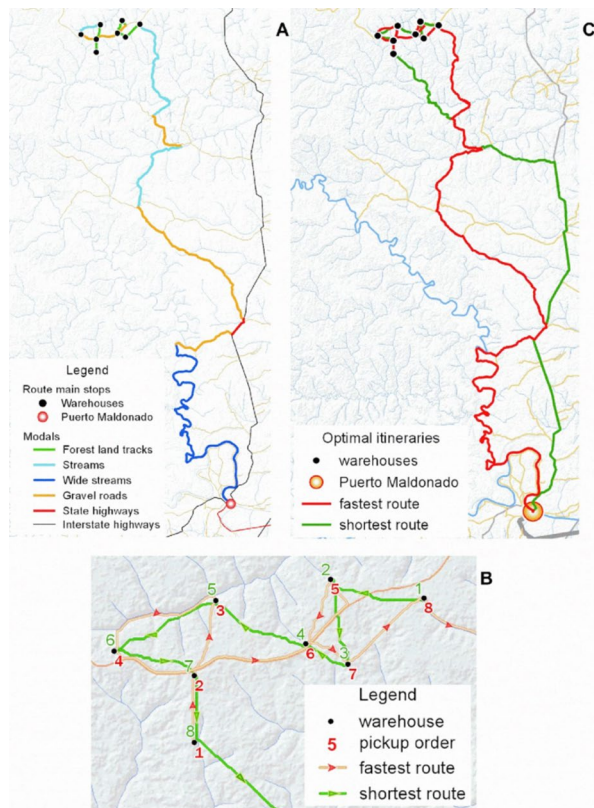 A
Legend
Route main stops
Warehouses
Puerto Maldonado
Modals
Forest land tracks
Streams
Wide streams
Gravel roads
State highways
Interstate highways
C
Optimal itineraries
warehouses
Puerto Maldonado
fastest route
shortest route
B
2
5
1
8
5
3
4
6
3
7
6
4
7
2
8
1
Legend
warehouse
5 pickup order
fastest route
shortest route